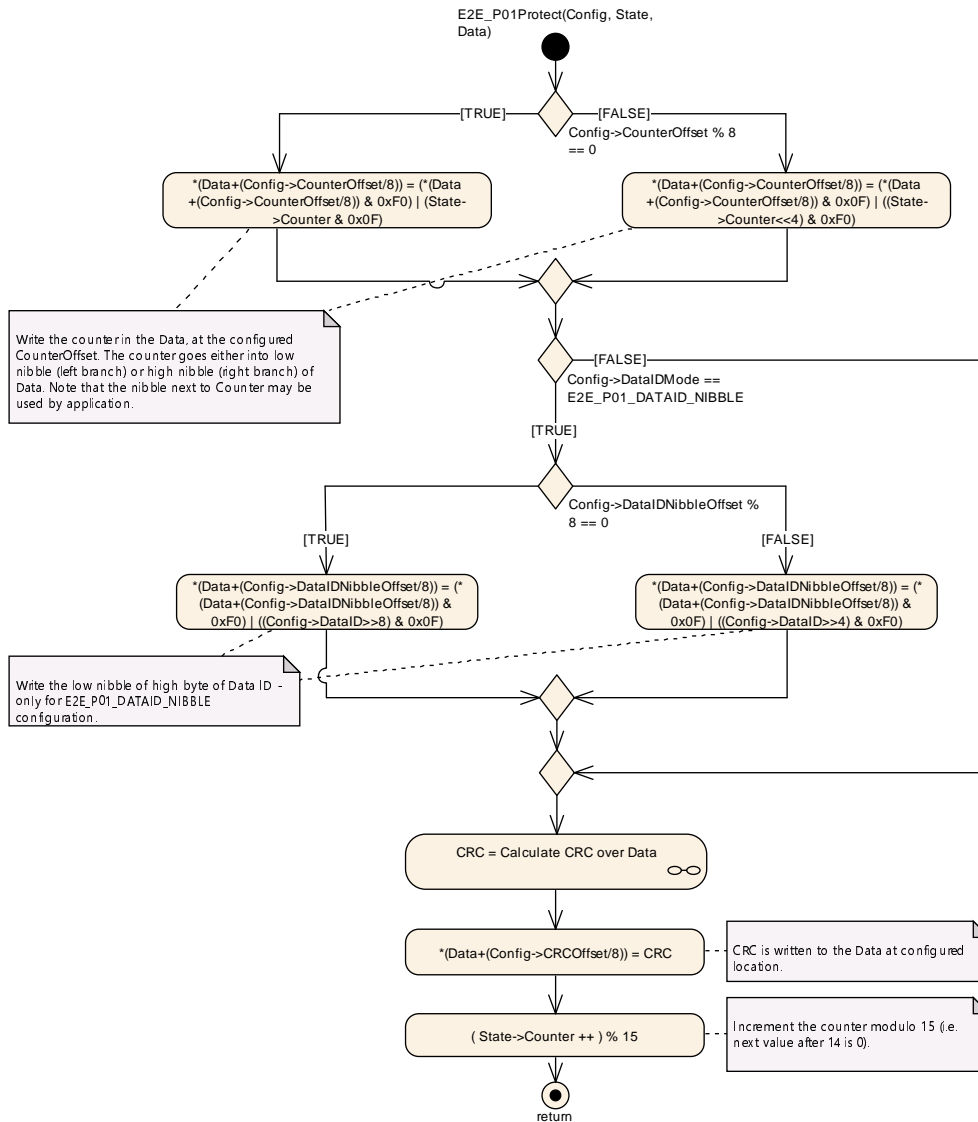 E2E_P01Protect(Config, State,
Data)
[TRUE]
[FALSE]
Config->CounterOffset % 8
== 0
*(Data+(Config->CounterOffset/8)) = (*(Data
+(Config->CounterOffset/8)) & 0xF0) | (State-
>Counter & 0x0F)
*(Data+(Config->CounterOffset/8)) = (*(Data
+(Config->CounterOffset/8)) & 0x0F) | ((State-
>Counter<<4) & 0xF0)
Write the counter in the Data, at the configured
CounterOffset. The counter goes either into low
nibble (left branch) or high nibble (right branch) of
Data. Note that the nibble next to Counter may be
used by application.
[FALSE]
Config->DataIDMode ==
E2E_P01_DATAID_NIBBLE
[TRUE]
Config->DataIDNibbleOffset %
8 == 0
[TRUE]
[FALSE]
*(Data+(Config->DataIDNibbleOffset/8)) = (*
(Data+(Config->DataIDNibbleOffset/8)) &
0xF0) | ((Config->DataID>>8) & 0x0F)
*(Data+(Config->DataIDNibbleOffset/8)) = (*
(Data+(Config->DataIDNibbleOffset/8)) &
0x0F) | ((Config->DataID>>4) & 0xF0)
Write the low nibble of high byte of Data ID -
only for E2E_P01_DATAID_NIBBLE
configuration.
CRC = Calculate CRC over Data
*(Data+(Config->CRCOffset/8)) = CRC
CRC is written to the Data at configured
location.
( State->Counter ++ ) % 15
Increment the counter modulo 15 (i.e.
next value after 14 is 0).
return